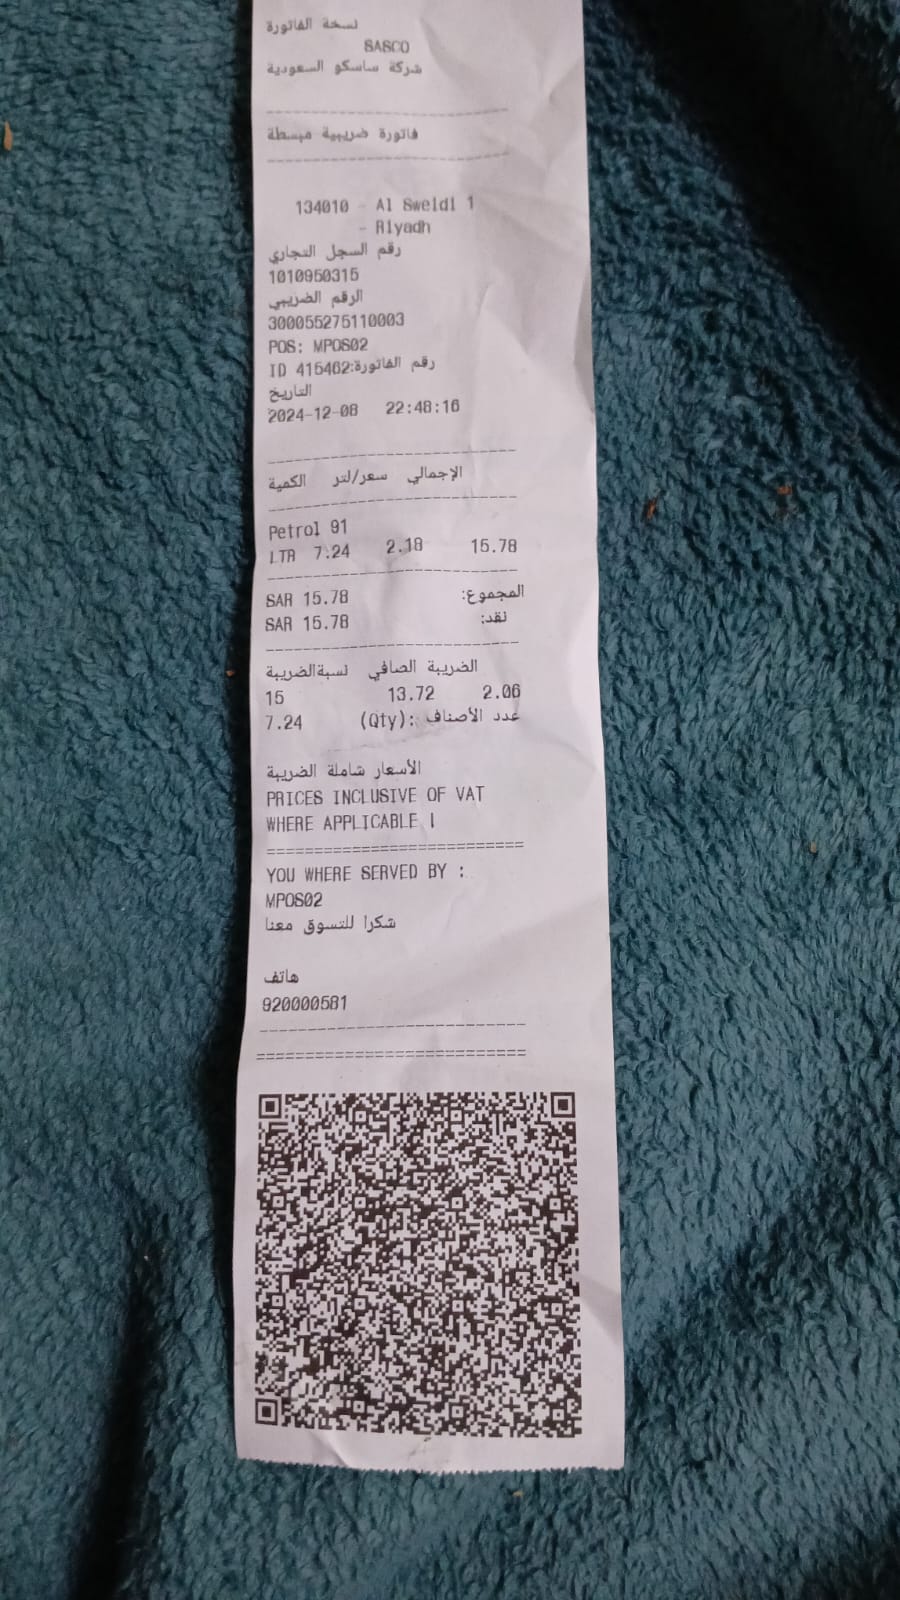 نسخة الفاتورة
SASCO
شركة ساسكو السعودية
فاتورة ضريبية مبسطة
134010 - Al Sweidi 1
- Riyadh
رقم السجل التجاري
1010950315
الرقم الضريبي
300055275110003
POS: MPOS02
رقم الفاتورة:ID 415462
التاريخ
2024-12-08 22:48:16
الإجمالي سعر/لتر الكمية
Petrol 91
LTR 7.24 2.18 15.78
SAR 15.78 المجموع:
SAR 15.78 نقد:
الضريبة الصافي نسبةالضريبة
15 13.72 2.06
7.24 عدد الأصناف :(Qty)
الأسعار شاملة الضريبة
PRICES INCLUSIVE OF VAT
WHERE APPLICABLE !
YOU WHERE SERVED BY :
MPOS02
شكرا للتسوق معنا
هاتف
920000581